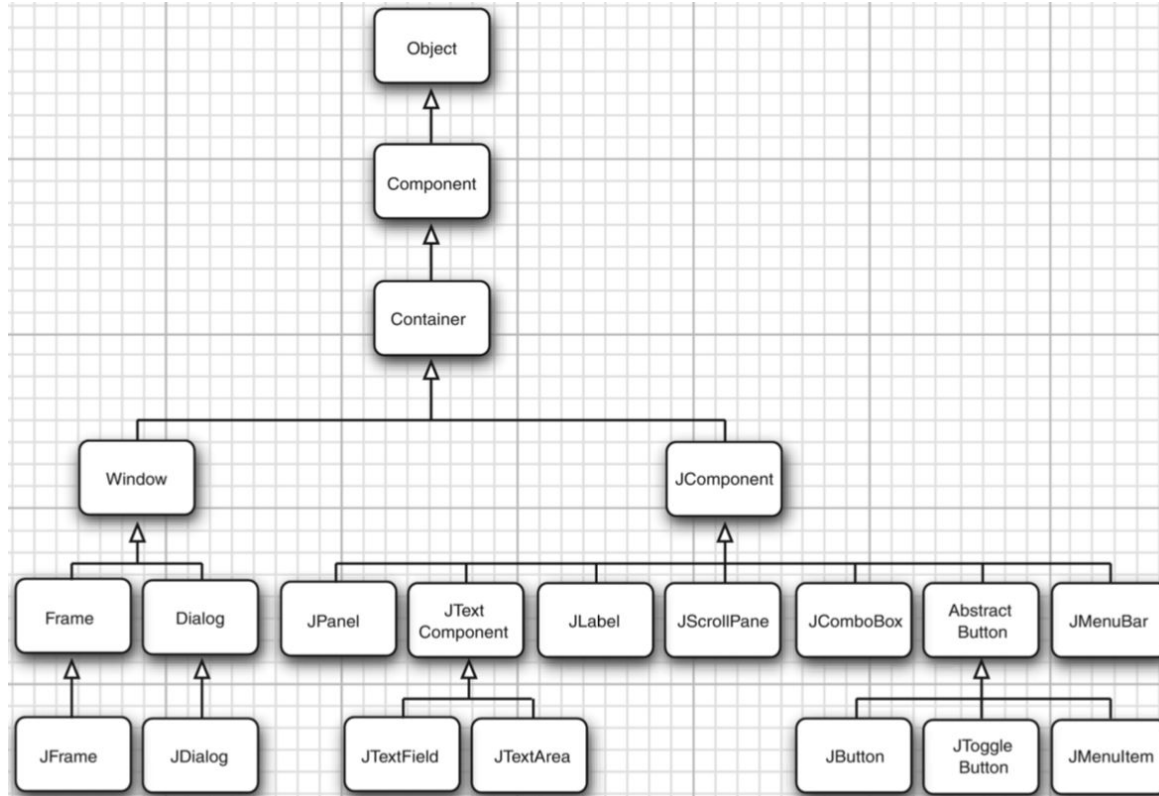 Object
Component
Container
Window
JComponent
Frame
Dialog
JPanel
JText
Component
JLabel
JScrollPane
JComboBox
Abstract
Button
JMenuBar
JFrame
JDialog
JTextField
JTextArea
JButton
JToggle
Button
JMenuItem